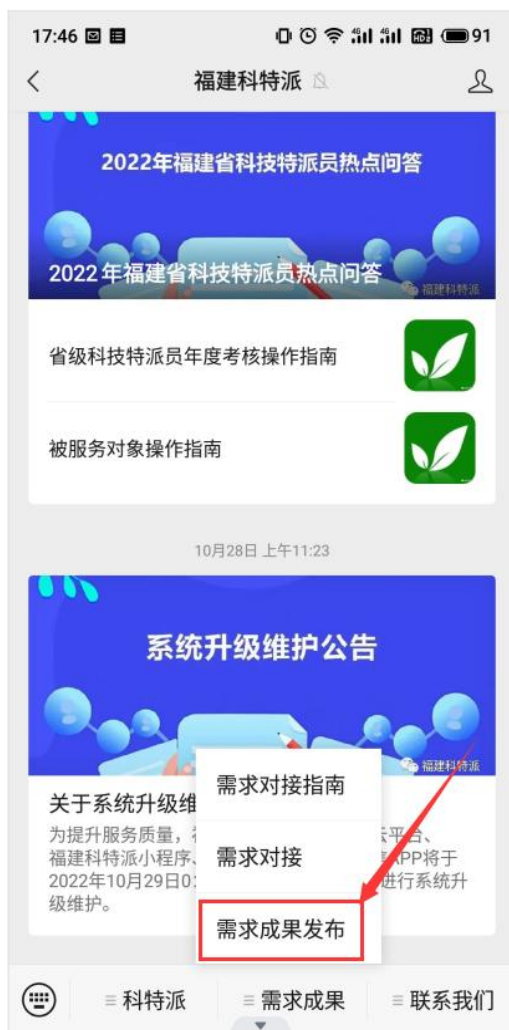 17:46 91
福建科特派
2022年福建省科技特派员热点问答
2022年福建省科技特派员热点问答
福建科特派
省级科技特派员年度考核操作指南
被服务对象操作指南
10月28日 上午11:23
系统升级维护公告
福建科特派
需求对接指南
关于系统升级维
为提升服务质量，
云平台、
福建科特派小程序、
需求对接
APP将于
2022年10月29日0:
进行系统升
级维护。
需求成果发布
科特派 需求成果 联系我们